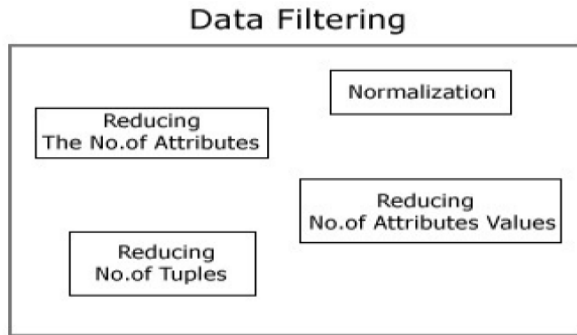 Data Filtering
Normalization
Reducing
The No.of Attributes
Reducing
No.of Attributes Values
Reducing
No.of Tuples